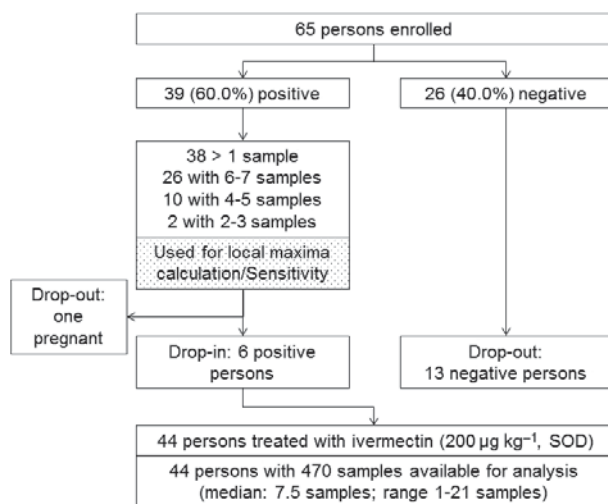 65 persons enrolled
39 (60.0%) positive
26 (40.0%) negative
38 > 1 sample
26 with 6-7 samples
10 with 4-5 samples
2 with 2-3 samples
Used for local maxima
calculation/Sensitivity
Drop-out:
one
pregnant
Drop-in: 6 positive
persons
Drop-out:
13 negative persons
44 persons treated with ivermectin (200 µg kg⁻¹, SOD)
44 persons with 470 samples available for analysis
(median: 7.5 samples; range 1-21 samples)